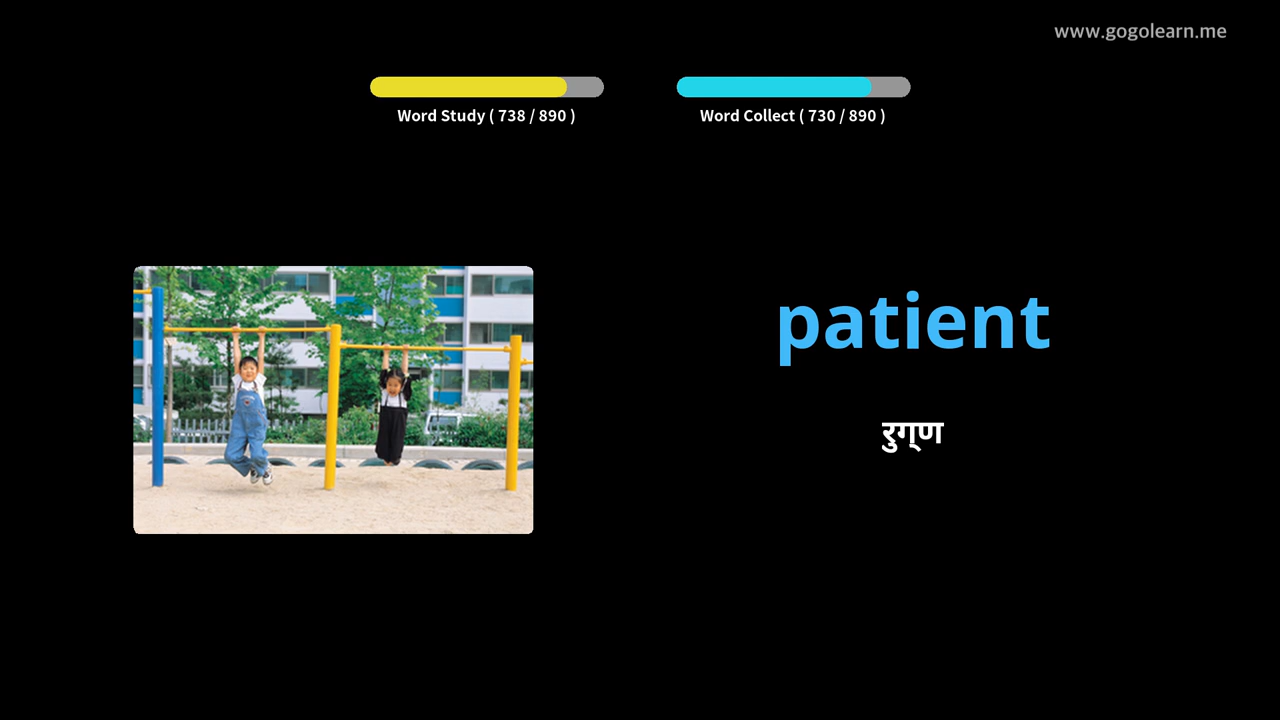 www.gogolearn.me
Word Study ( 738 / 890 )
Word Collect ( 730 / 890 )
patient
रुग्ण